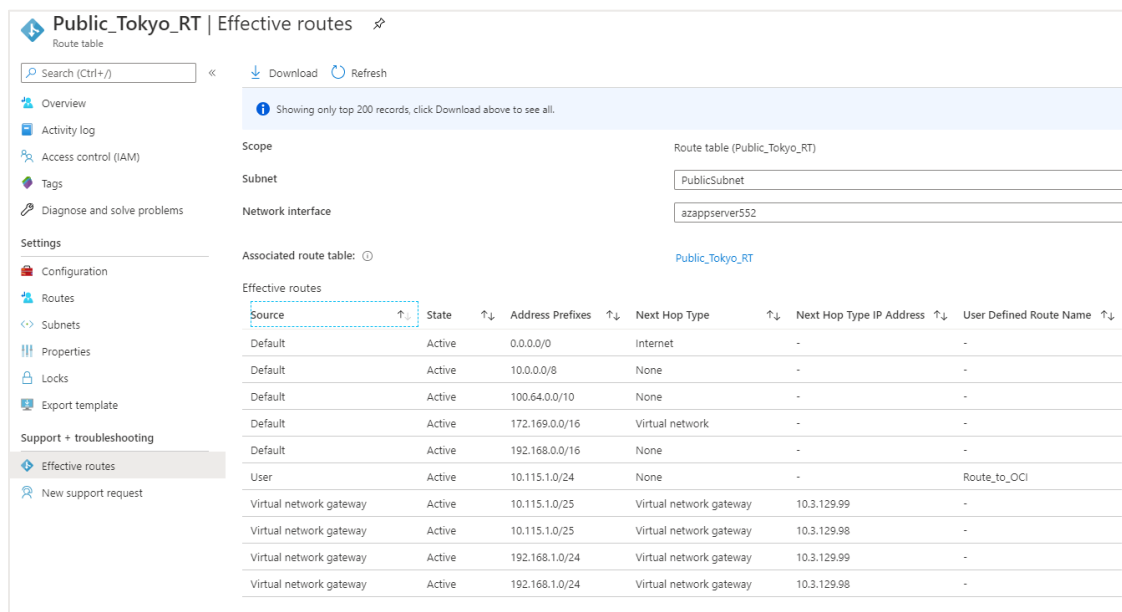 Public_Tokyo_RT | Effective routes
Route table
Search (Ctrl+/)
«
Download
Refresh
Overview
Activity log
Access control (IAM)
Tags
Diagnose and solve problems
Settings
Configuration
Routes
Subnets
Properties
Locks
Export template
Support + troubleshooting
Effective routes
New support request
Showing only top 200 records, click Download above to see all.
Scope Route table (Public_Tokyo_RT)
Subnet PublicSubnet
Network interface azappserver552
Associated route table: Public_Tokyo_RT
Effective routes
Source State Address Prefixes Next Hop Type Next Hop Type IP Address User Defined Route Name
Default Active 0.0.0.0/0 Internet - -
Default Active 10.0.0.0/8 None - -
Default Active 100.64.0.0/10 None - -
Default Active 172.169.0.0/16 Virtual network - -
Default Active 192.168.0.0/16 None - -
User Active 10.115.1.0/24 None - Route_to_OCI
Virtual network gateway Active 10.115.1.0/25 Virtual network gateway 10.3.129.99 -
Virtual network gateway Active 10.115.1.0/25 Virtual network gateway 10.3.129.98 -
Virtual network gateway Active 192.168.1.0/24 Virtual network gateway 10.3.129.99 -
Virtual network gateway Active 192.168.1.0/24 Virtual network gateway 10.3.129.98 -